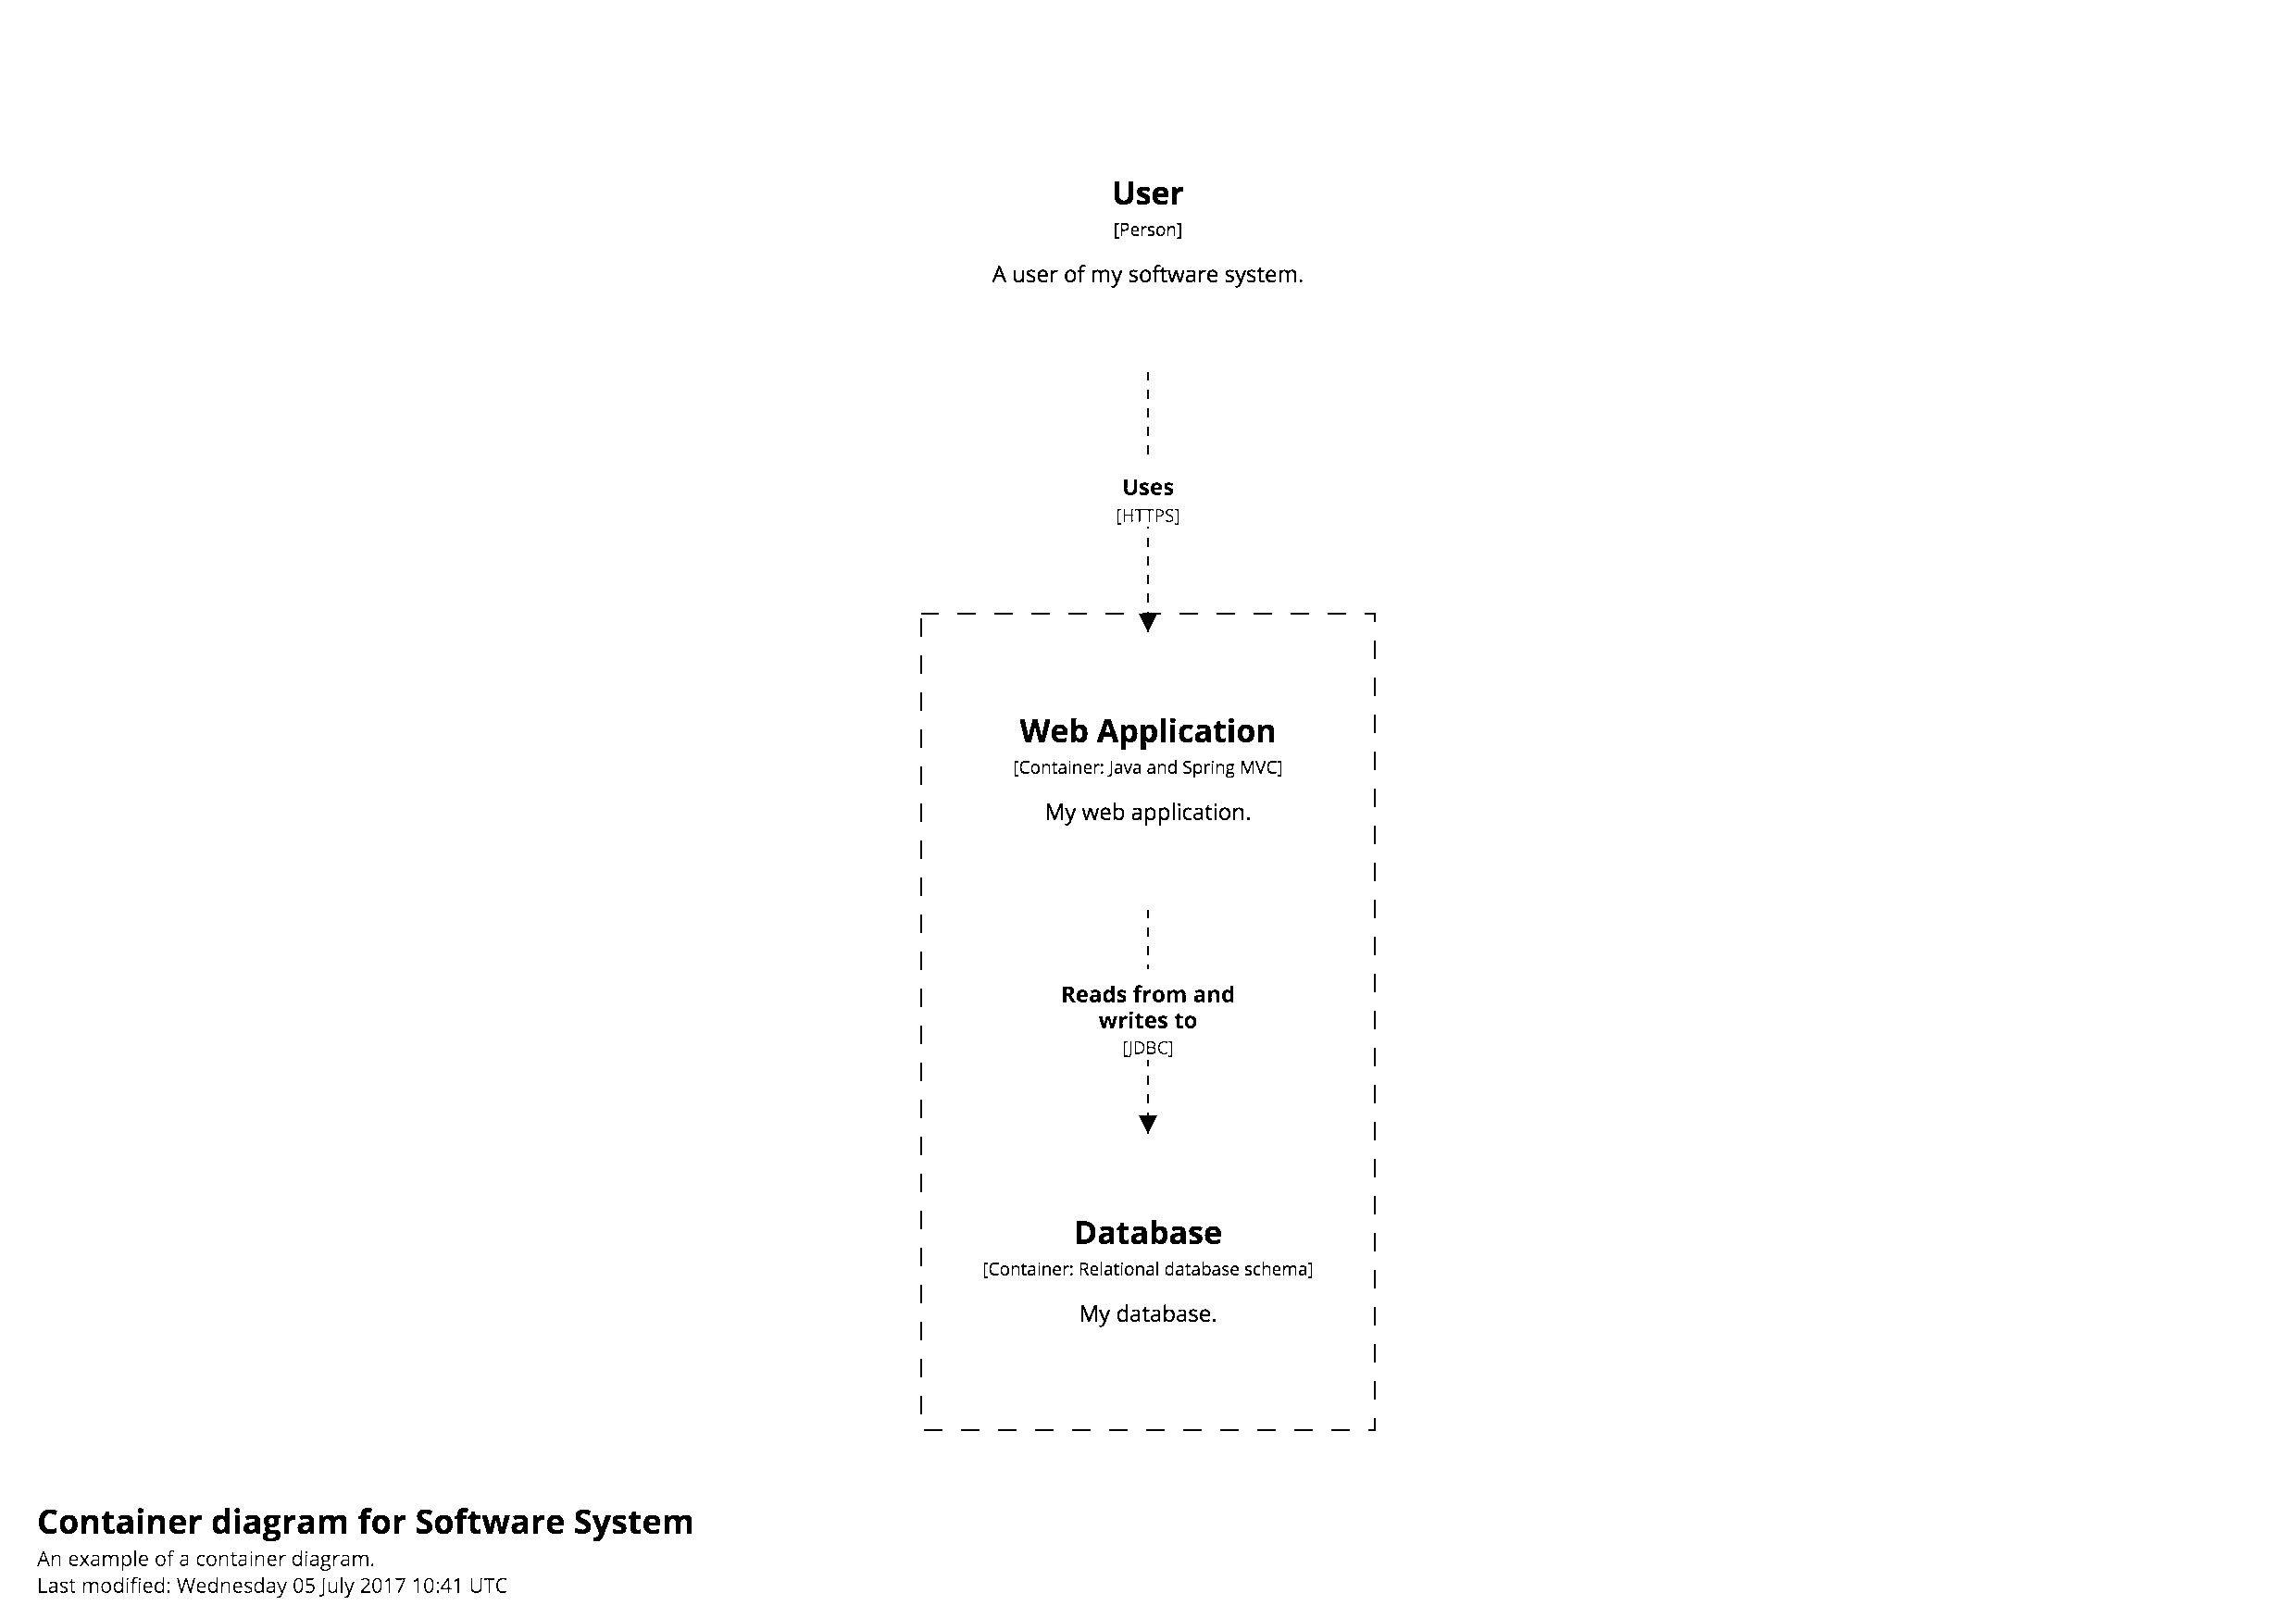 User
[Person]
A user of my software system.
Uses
[HTTPS]
Web Application
[Container: Java and Spring MVC]
My web application.
Reads from and
writes to
[JDBC]
Database
[Container: Relational database schema]
My database.
Container diagram for Software System
An example of a container diagram.
Last modified: Wednesday 05 July 2017 10:41 UTC